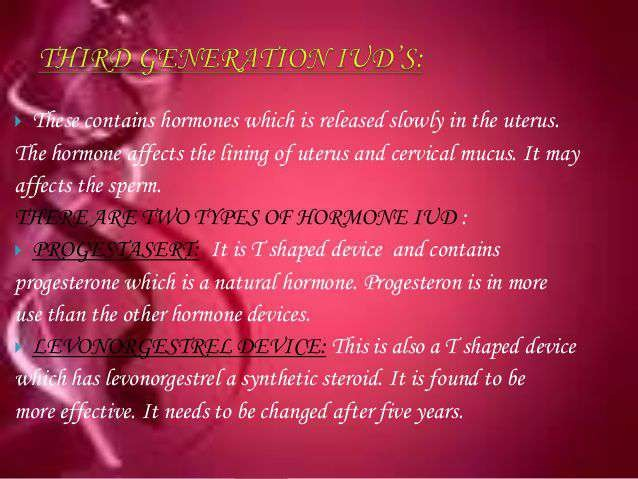 THIRD GENERATION IUD'S:
These contains hormones which is released slowly in the uterus.
The hormone affects the lining of uterus and cervical mucus. It may
affects the sperm.
THERE ARE TWO TYPES OF HORMONE IUD :
PROGESTASERT: It is T shaped device and contains
progesterone which is a natural hormone. Progesteron is in more
use than the other hormone devices.
LEVONORGESTREL DEVICE: This is also a T shaped device
which has levonorgestrel a synthetic steroid. It is found to be
more effective. It needs to be changed after five years.